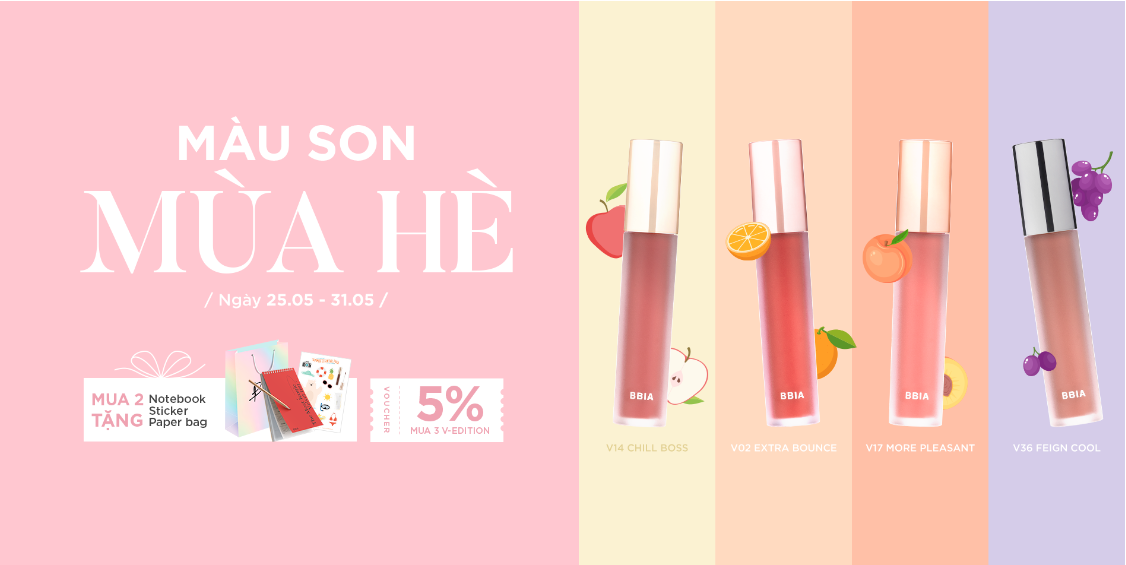 MÀU SON
MÙA HÈ
/ Ngày 25.05 - 31.05 /
MUA 2
TẶNG
Notebook
Sticker
Paper bag
VOUCHER
5%
MUA 3 V-EDITION
BBIA
BBIA
BBIA
BBIA
V14 CHILL BOSS
V02 EXTRA BOUNCE
V17 MORE PLEASANT
V36 FEIGN COOL